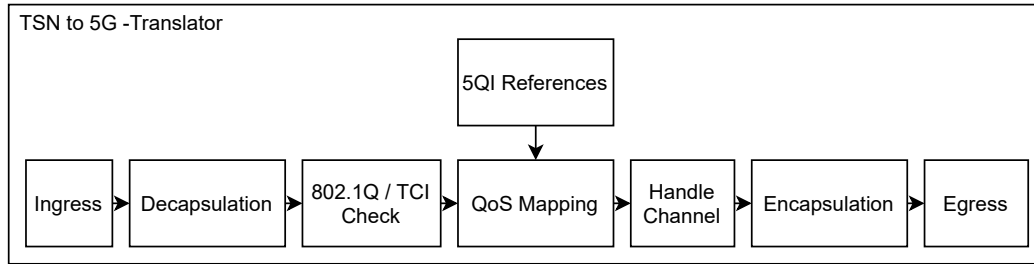 TSN to 5G -Translator
5QI References
Ingress
Decapsulation
802.1Q / TCI
Check
QoS Mapping
Handle
Channel
Encapsulation
Egress